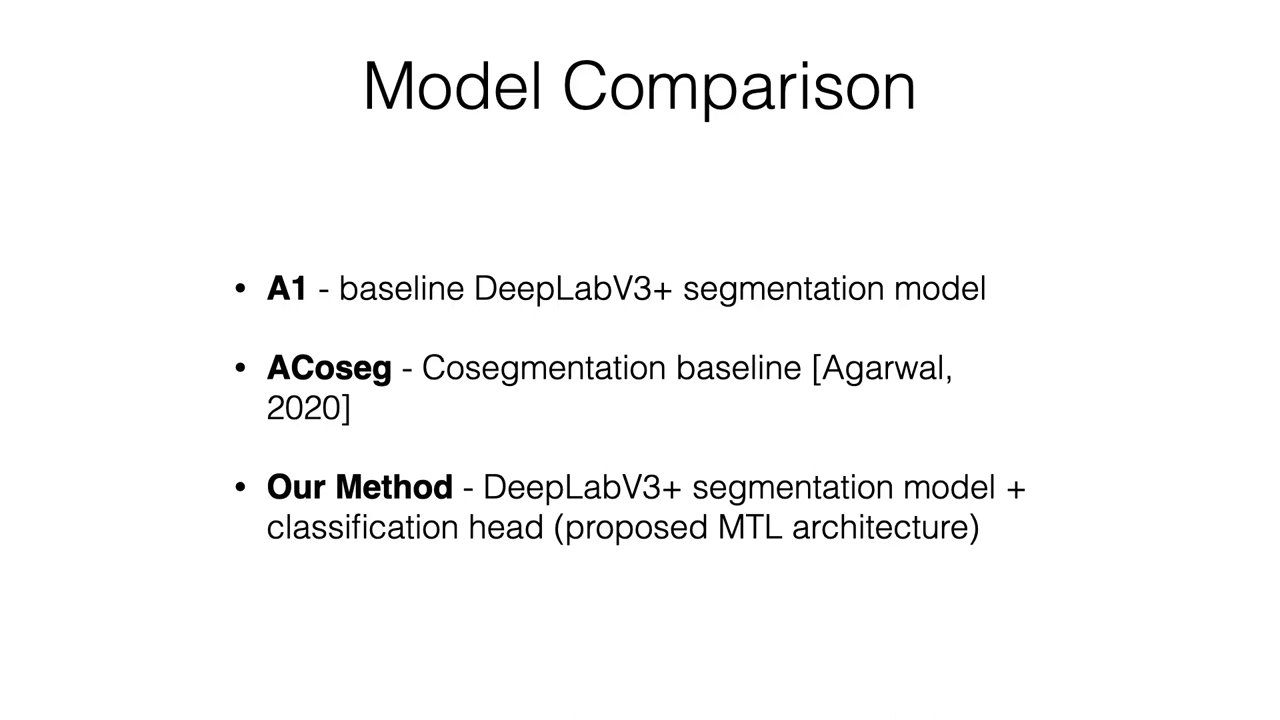 Model Comparison
• A1 - baseline DeepLabV3+ segmentation model
• ACoseg - Cosegmentation baseline [Agarwal,
2020]
• Our Method - DeepLabV3+ segmentation model +
classification head (proposed MTL architecture)